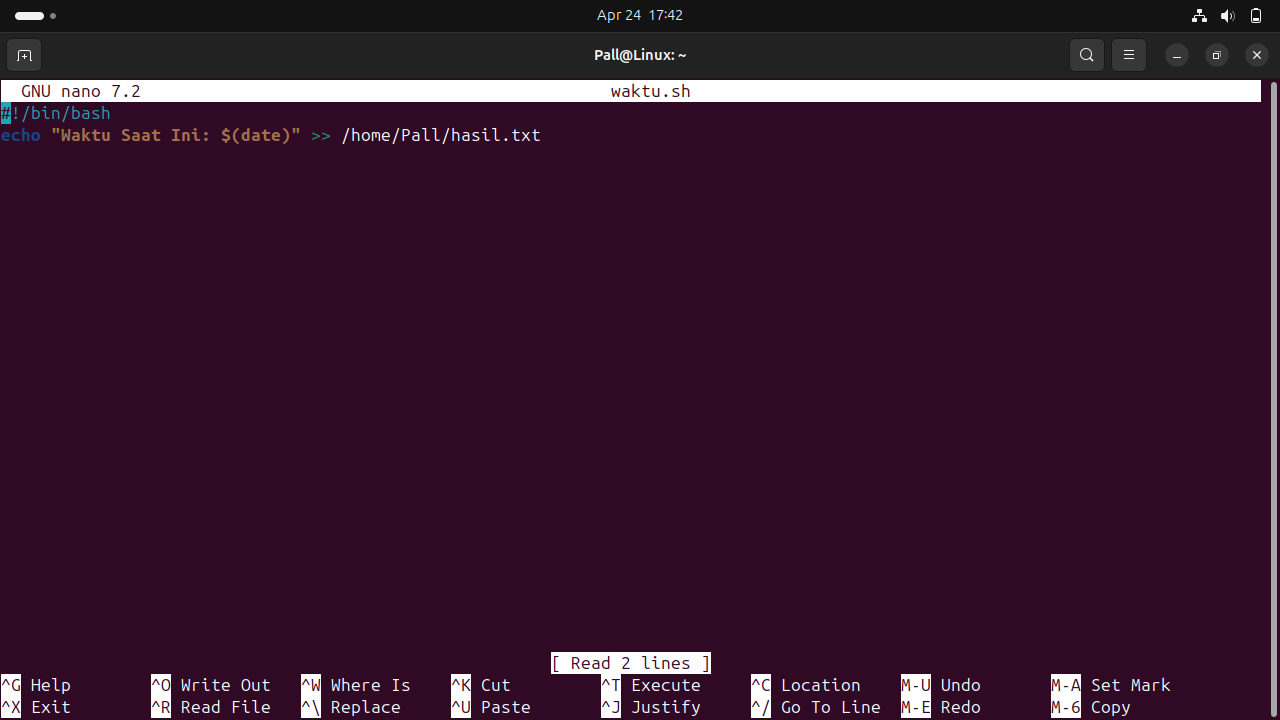 Apr 24 17:42
Pall@Linux: ~
GNU nano 7.2 waktu.sh
#!/bin/bash
echo "Waktu Saat Ini: $(date)" >> /home/Pall/hasil.txt
[ Read 2 lines ]
^G Help ^O Write Out ^W Where Is ^K Cut ^T Execute ^C Location M-U Undo M-A Set Mark
^X Exit ^R Read File ^\ Replace ^U Paste ^J Justify ^/ Go To Line M-E Redo M-6 Copy